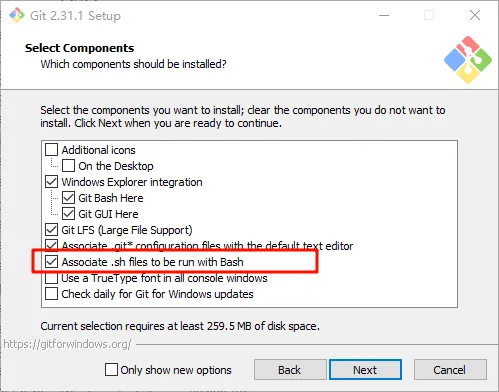 Git 2.31.1 Setup
Select Components
Which components should be installed?
Select the components you want to install; clear the components you do not want to
install. Click Next when you are ready to continue.
Additional icons
On the Desktop
Windows Explorer integration
Git Bash Here
Git GUI Here
Git LFS (Large File Support)
Associate .git* configuration files with the default text editor
Associate .sh files to be run with Bash
Use a TrueType font in all console windows
Check daily for Git for Windows updates
Current selection requires at least 259.5 MB of disk space.
https://gitforwindows.org/
Only show new options
Back
Next
Cancel